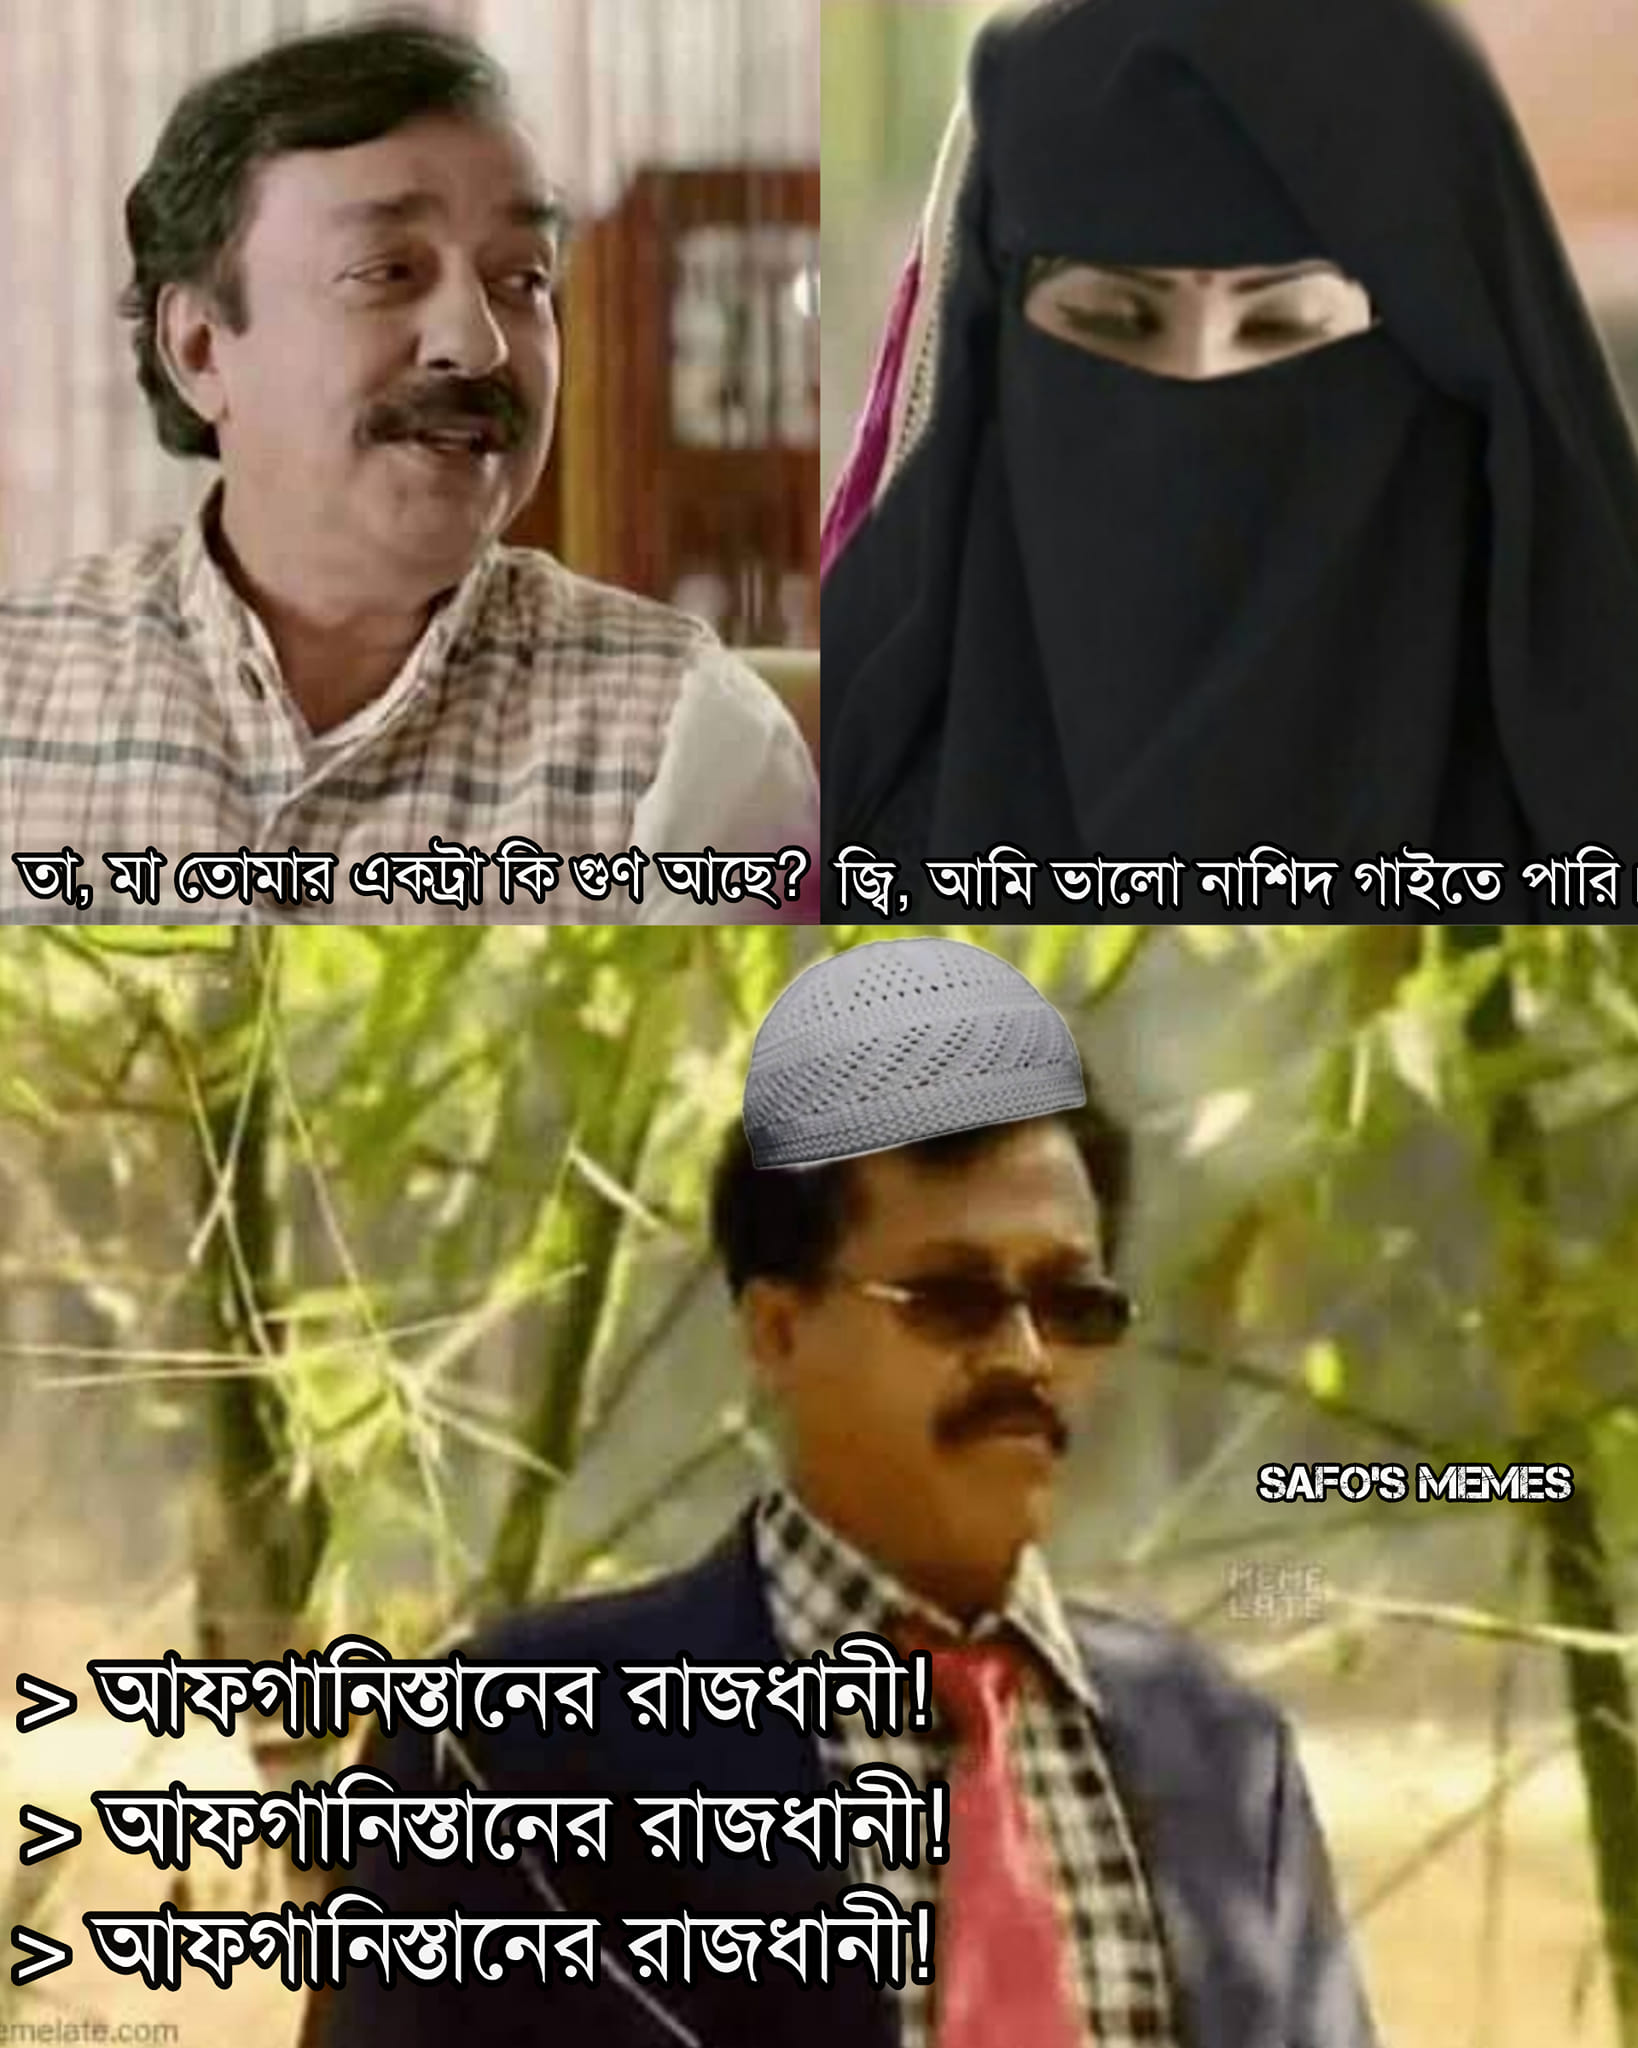 তা, মা তোমার একট্রা কি গুণ আছে?
জ্বি, আমি ভালো নাশিদ গাইতে পারি।
SAFO'S MEMES
MEME
LATE
> আফগানিস্তানের রাজধানী!
> আফগানিস্তানের রাজধানী!
> আফগানিস্তানের রাজধানী!
emelate.com